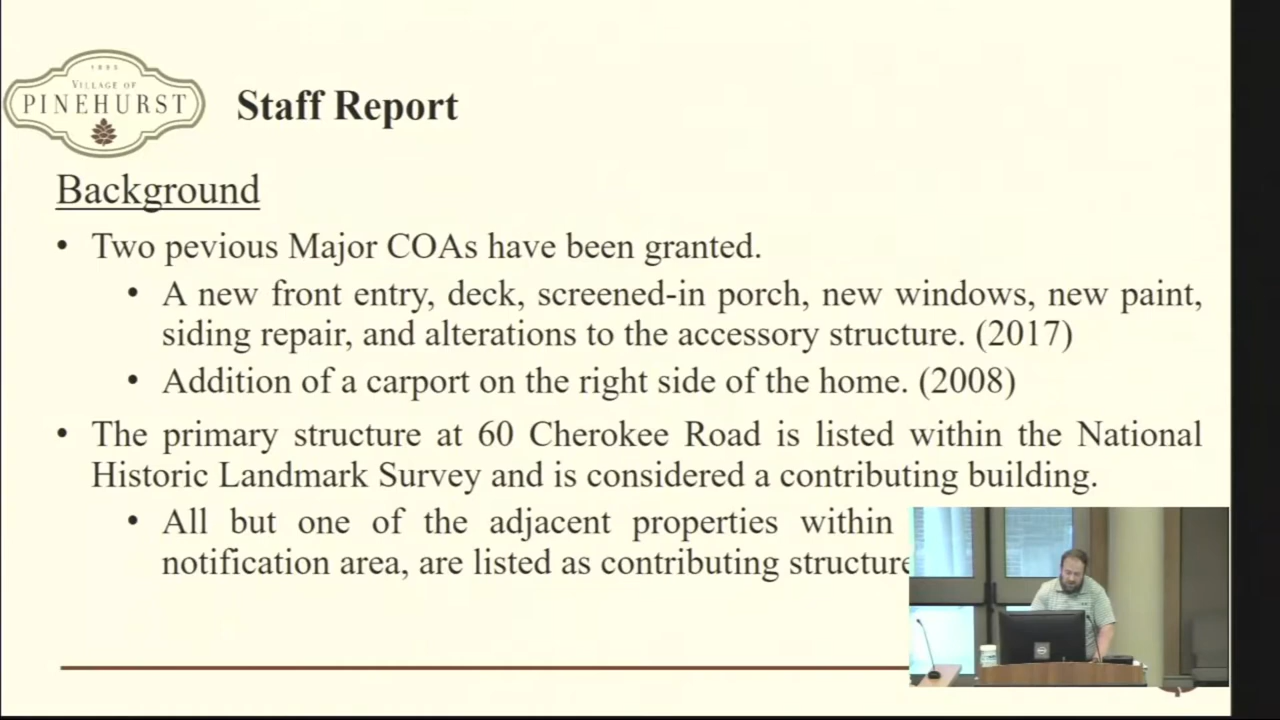 1895
VILLAGE OF
PINEHURST
Staff Report
Background
• Two pevious Major COAs have been granted.
• A new front entry, deck, screened-in porch, new windows, new paint,
siding repair, and alterations to the accessory structure. (2017)
• Addition of a carport on the right side of the home. (2008)
• The primary structure at 60 Cherokee Road is listed within the National
Historic Landmark Survey and is considered a contributing building.
• All but one of the adjacent properties within
notification area, are listed as contributing structure